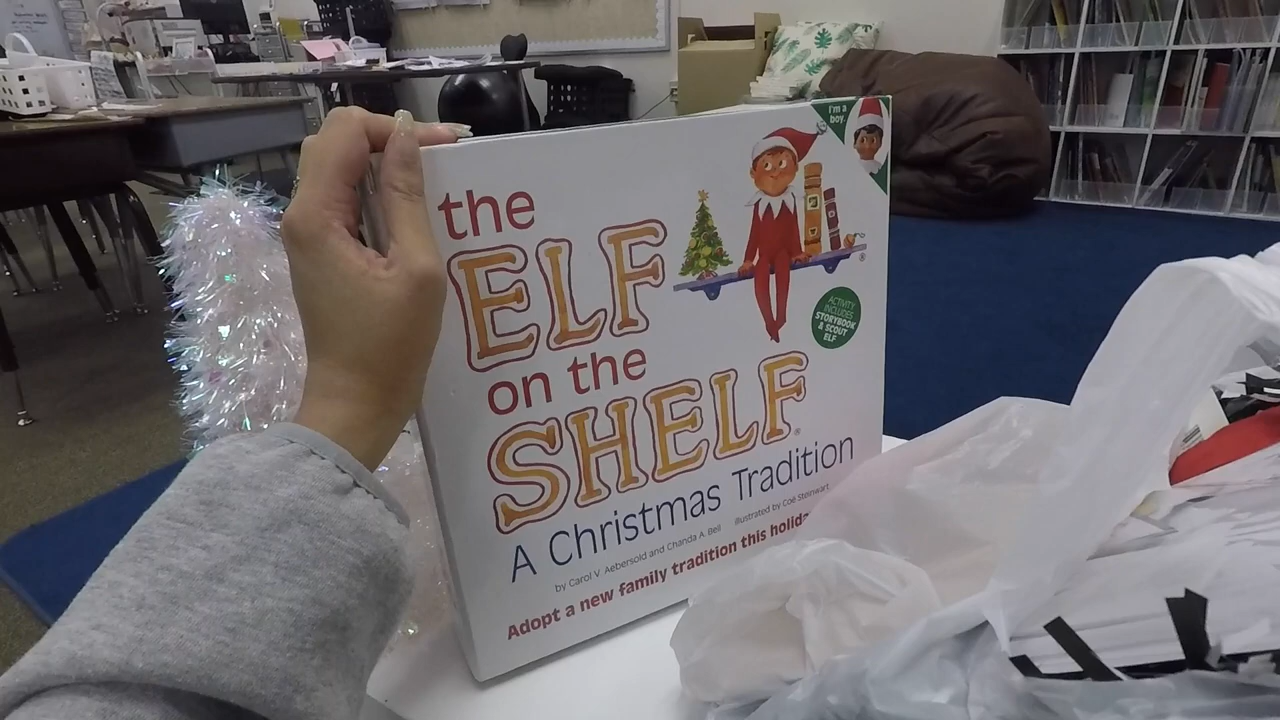 I'm a
boy.
the
ELF
on the
SHELF
A Christmas Tradition
by Carol V. Aebersold and Chanda A. Bell illustrated by Coë Steinwart
Adopt a new family tradition this holida
ACTIVITY
INCLUDES
STORYBOOK
& SCOUT
ELF